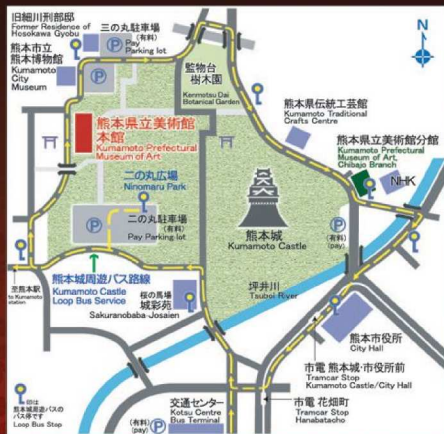 旧細川刑部邸
Former Residence of
Hosokawa Gyobu
三の丸駐車場
(有料)
Pay
Parking lot
P
N
熊本市立
熊本博物館
Kumamoto
City
Museum
監物台
樹木園
Kenmotsu Dai
Botanical Garden
熊本県伝統工芸館
Kumamoto Traditional
Crafts Centre
熊本県立美術館
本館
Kumamoto Prefectural
Museum of Art
熊本県立美術館分館
Kumamoto Prefectural
Museum of Art,
Chibajo Branch
NHK
二の丸広場
Ninomaru Park
P
二の丸駐車場
(有料)
Pay Parking lot
熊本城
Kumamoto Castle
P
(有料)
(pay)
熊本城周遊バス路線
Kumamoto Castle
Loop Bus Service
至熊本駅
to Kumamoto
station
桜の馬場
城彩苑
Sakuranobaba-Josaien
坪井川
Tsuboi River
P
熊本市役所
City Hall
市電 熊本城・市役所前
Tramcar Stop
Kumamoto Castle/City Hall
市電 花畑町
Tramcar Stop
Hanabatacho
印は
熊本城周遊バスの
バス停です
Loop Bus Stop
交通センター
Kotsu Centre
Bus Terminal
(有料)
(pay)
P